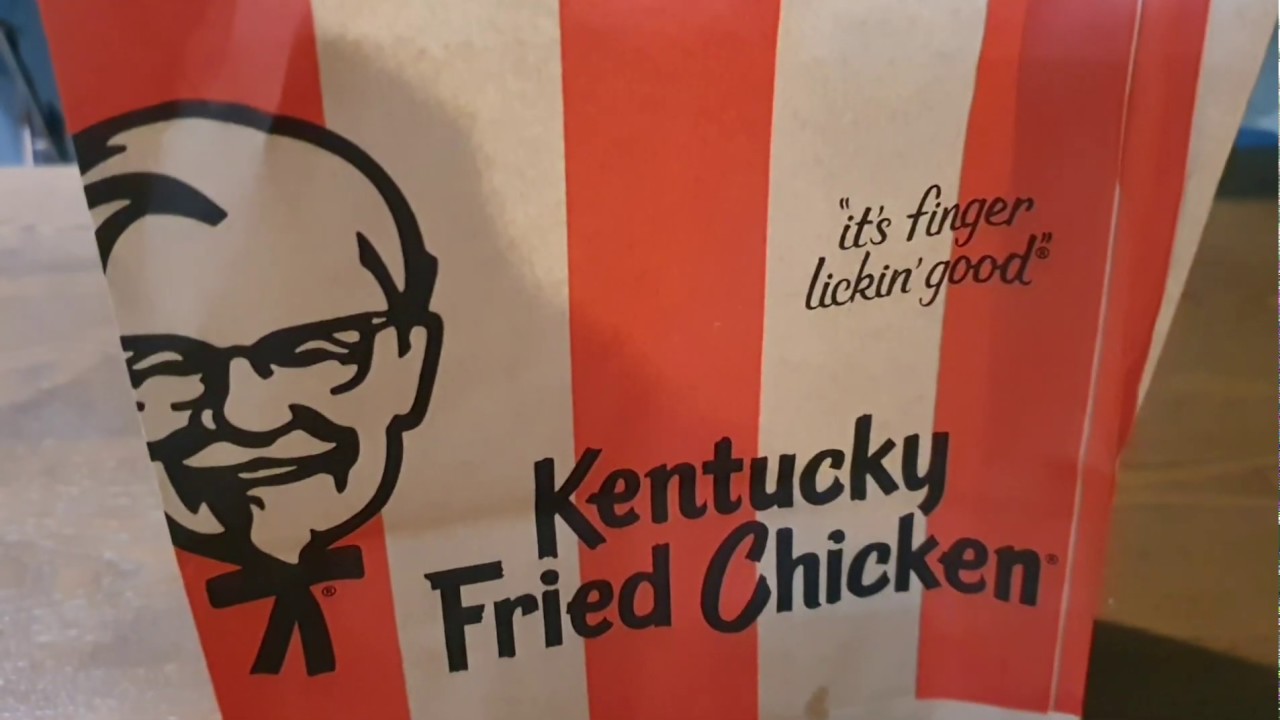 "it's finger
lickin' good"®
Kentucky
Fried Chicken®
®